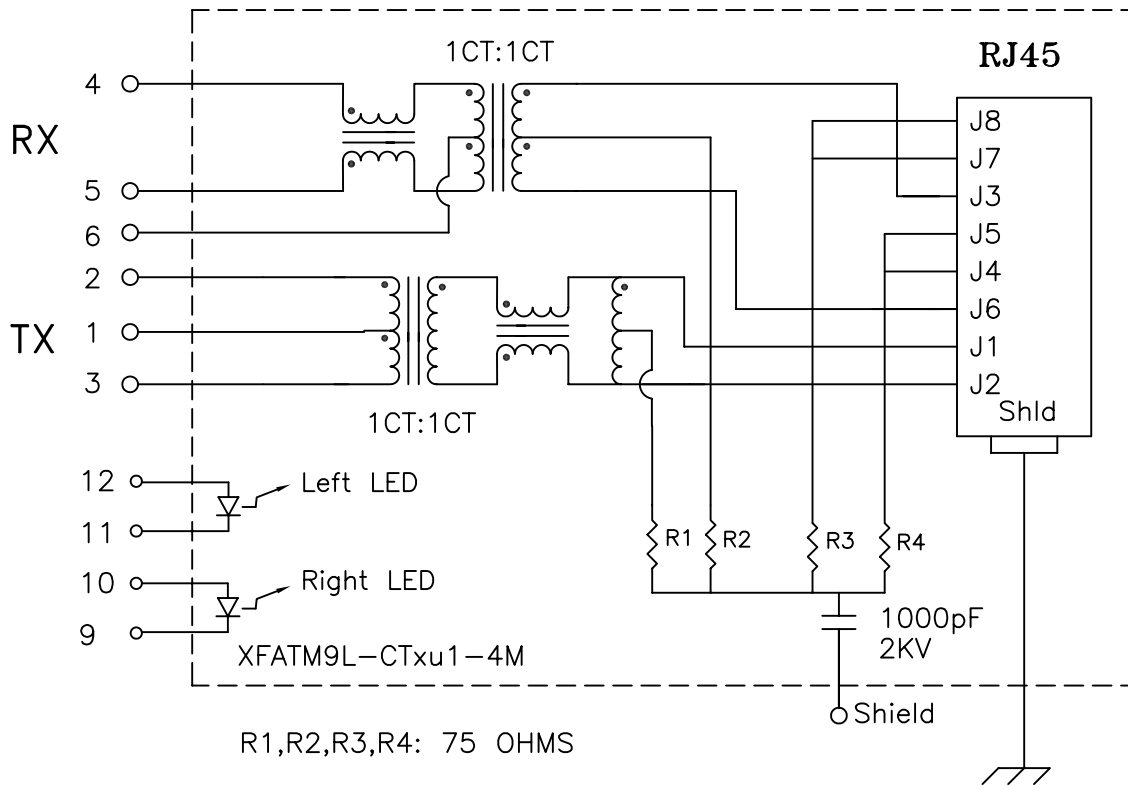 1CT:1CT
RJ45
4
RX
5
6
2
TX
1
3
1CT:1CT
J8
J7
J3
J5
J4
J6
J1
J2
Shld
12
Left LED
11
10
Right LED
9
R1
R2
R3
R4
1000pF
2KV
XFATM9L-CTxu1-4M
Shield
R1,R2,R3,R4: 75 OHMS